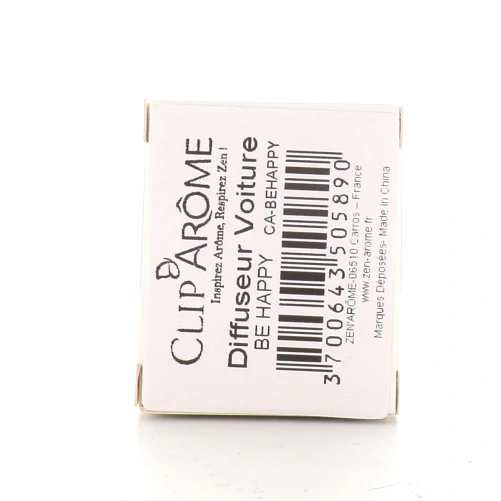 CLIP'ARÔME
Inspirez Arôme, Respirez Zen !
Diffuseur Voiture
BE HAPPY CA-BEHAPPY
3 700643 505890
ZEN'ARÔME-06510 Carros – France
www.zen-arome.fr
Marques Déposées- Made in China